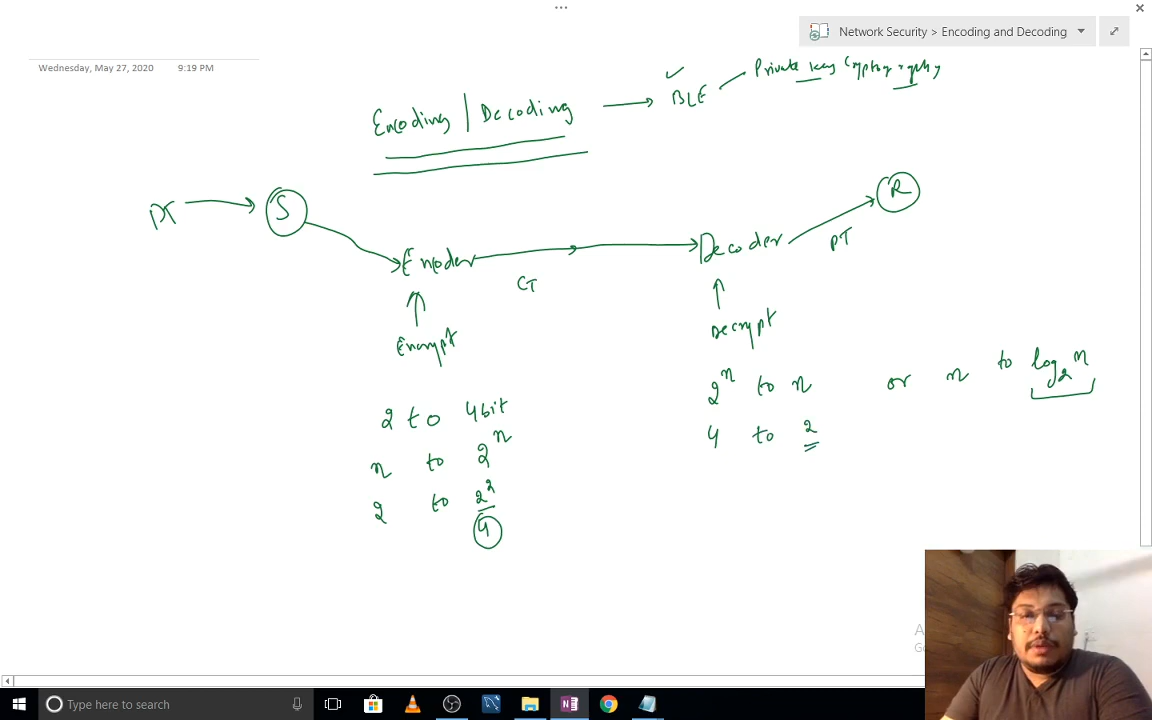 Network Security > Encoding and Decoding
Wednesday, May 27, 2020 9:19 PM
Private key Cryptography
Encoding | Decoding → BLE
PT → S
R
Encoder
CT
Decoder
PT
Encrypt
Decrypt
2 to 4bit
n to 2^n
2 to 2^2
4
2^n to n or n to log₂n
4 to 2
Type here to search